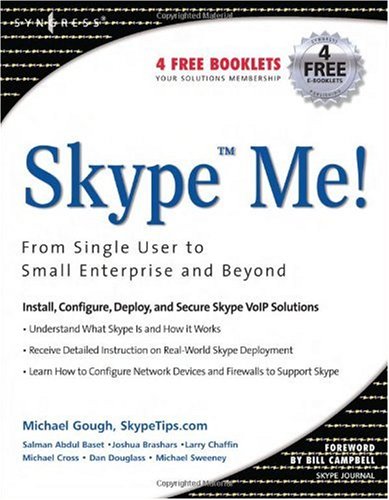 SYNGRESS®
4 FREE BOOKLETS
YOUR SOLUTIONS MEMBERSHIP
4
FREE
E-BOOKLETS
Skype™ Me!
From Single User to
Small Enterprise and Beyond
Install, Configure, Deploy, and Secure Skype VoIP Solutions
• Understand What Skype Is and How it Works
• Receive Detailed Instruction on Real-World Skype Deployment
• Learn How to Configure Network Devices and Firewalls to Support Skype
Michael Gough, SkypeTips.com
Salman Abdul Baset • Joshua Brashars • Larry Chaffin
Michael Cross • Dan Douglass • Michael Sweeney
FOREWORD
BY BILL CAMPBELL
SKYPE JOURNAL